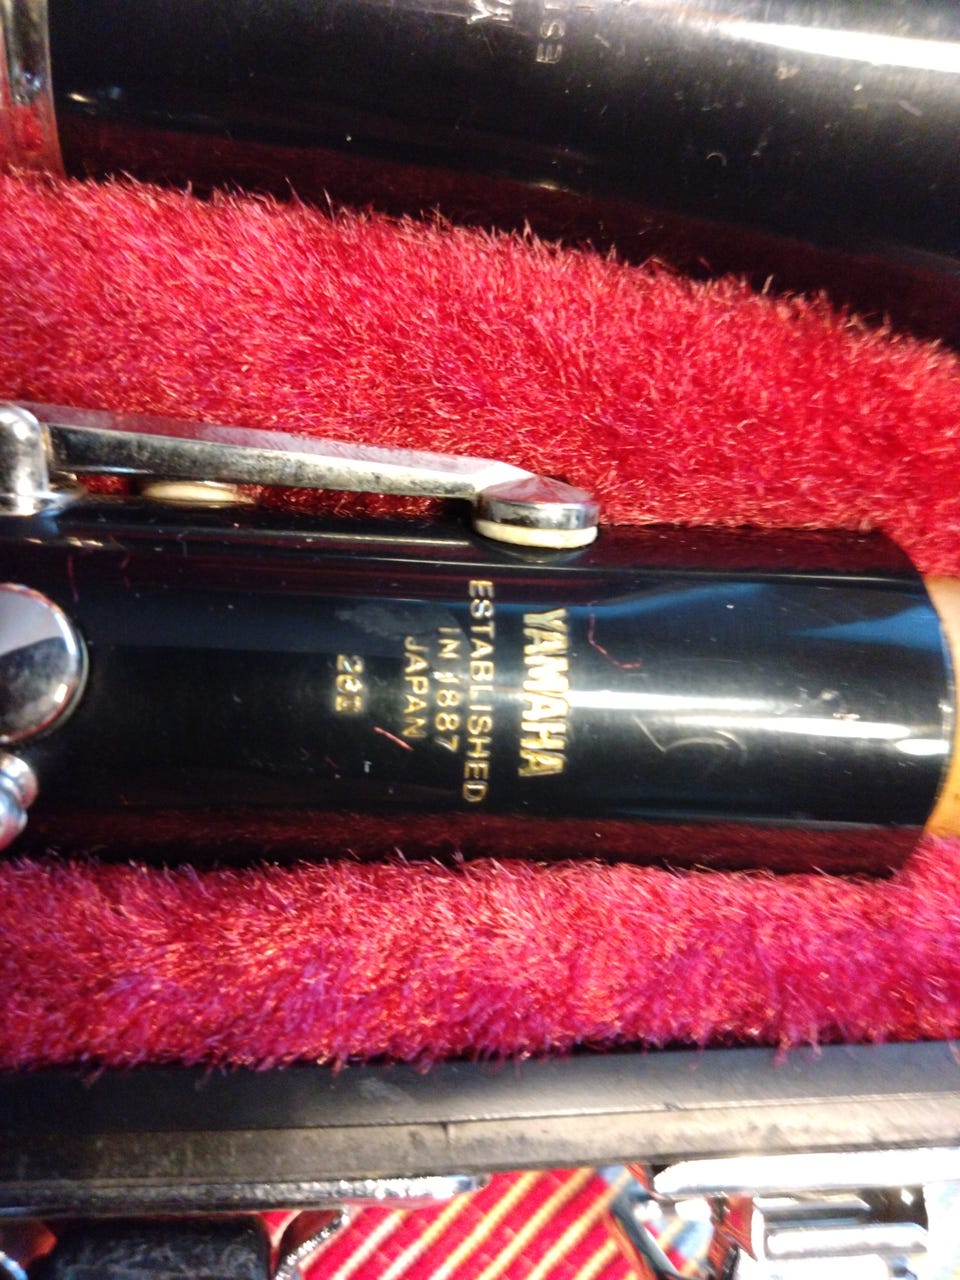 YAMAHA
ESTABLISHED
IN 1887
JAPAN